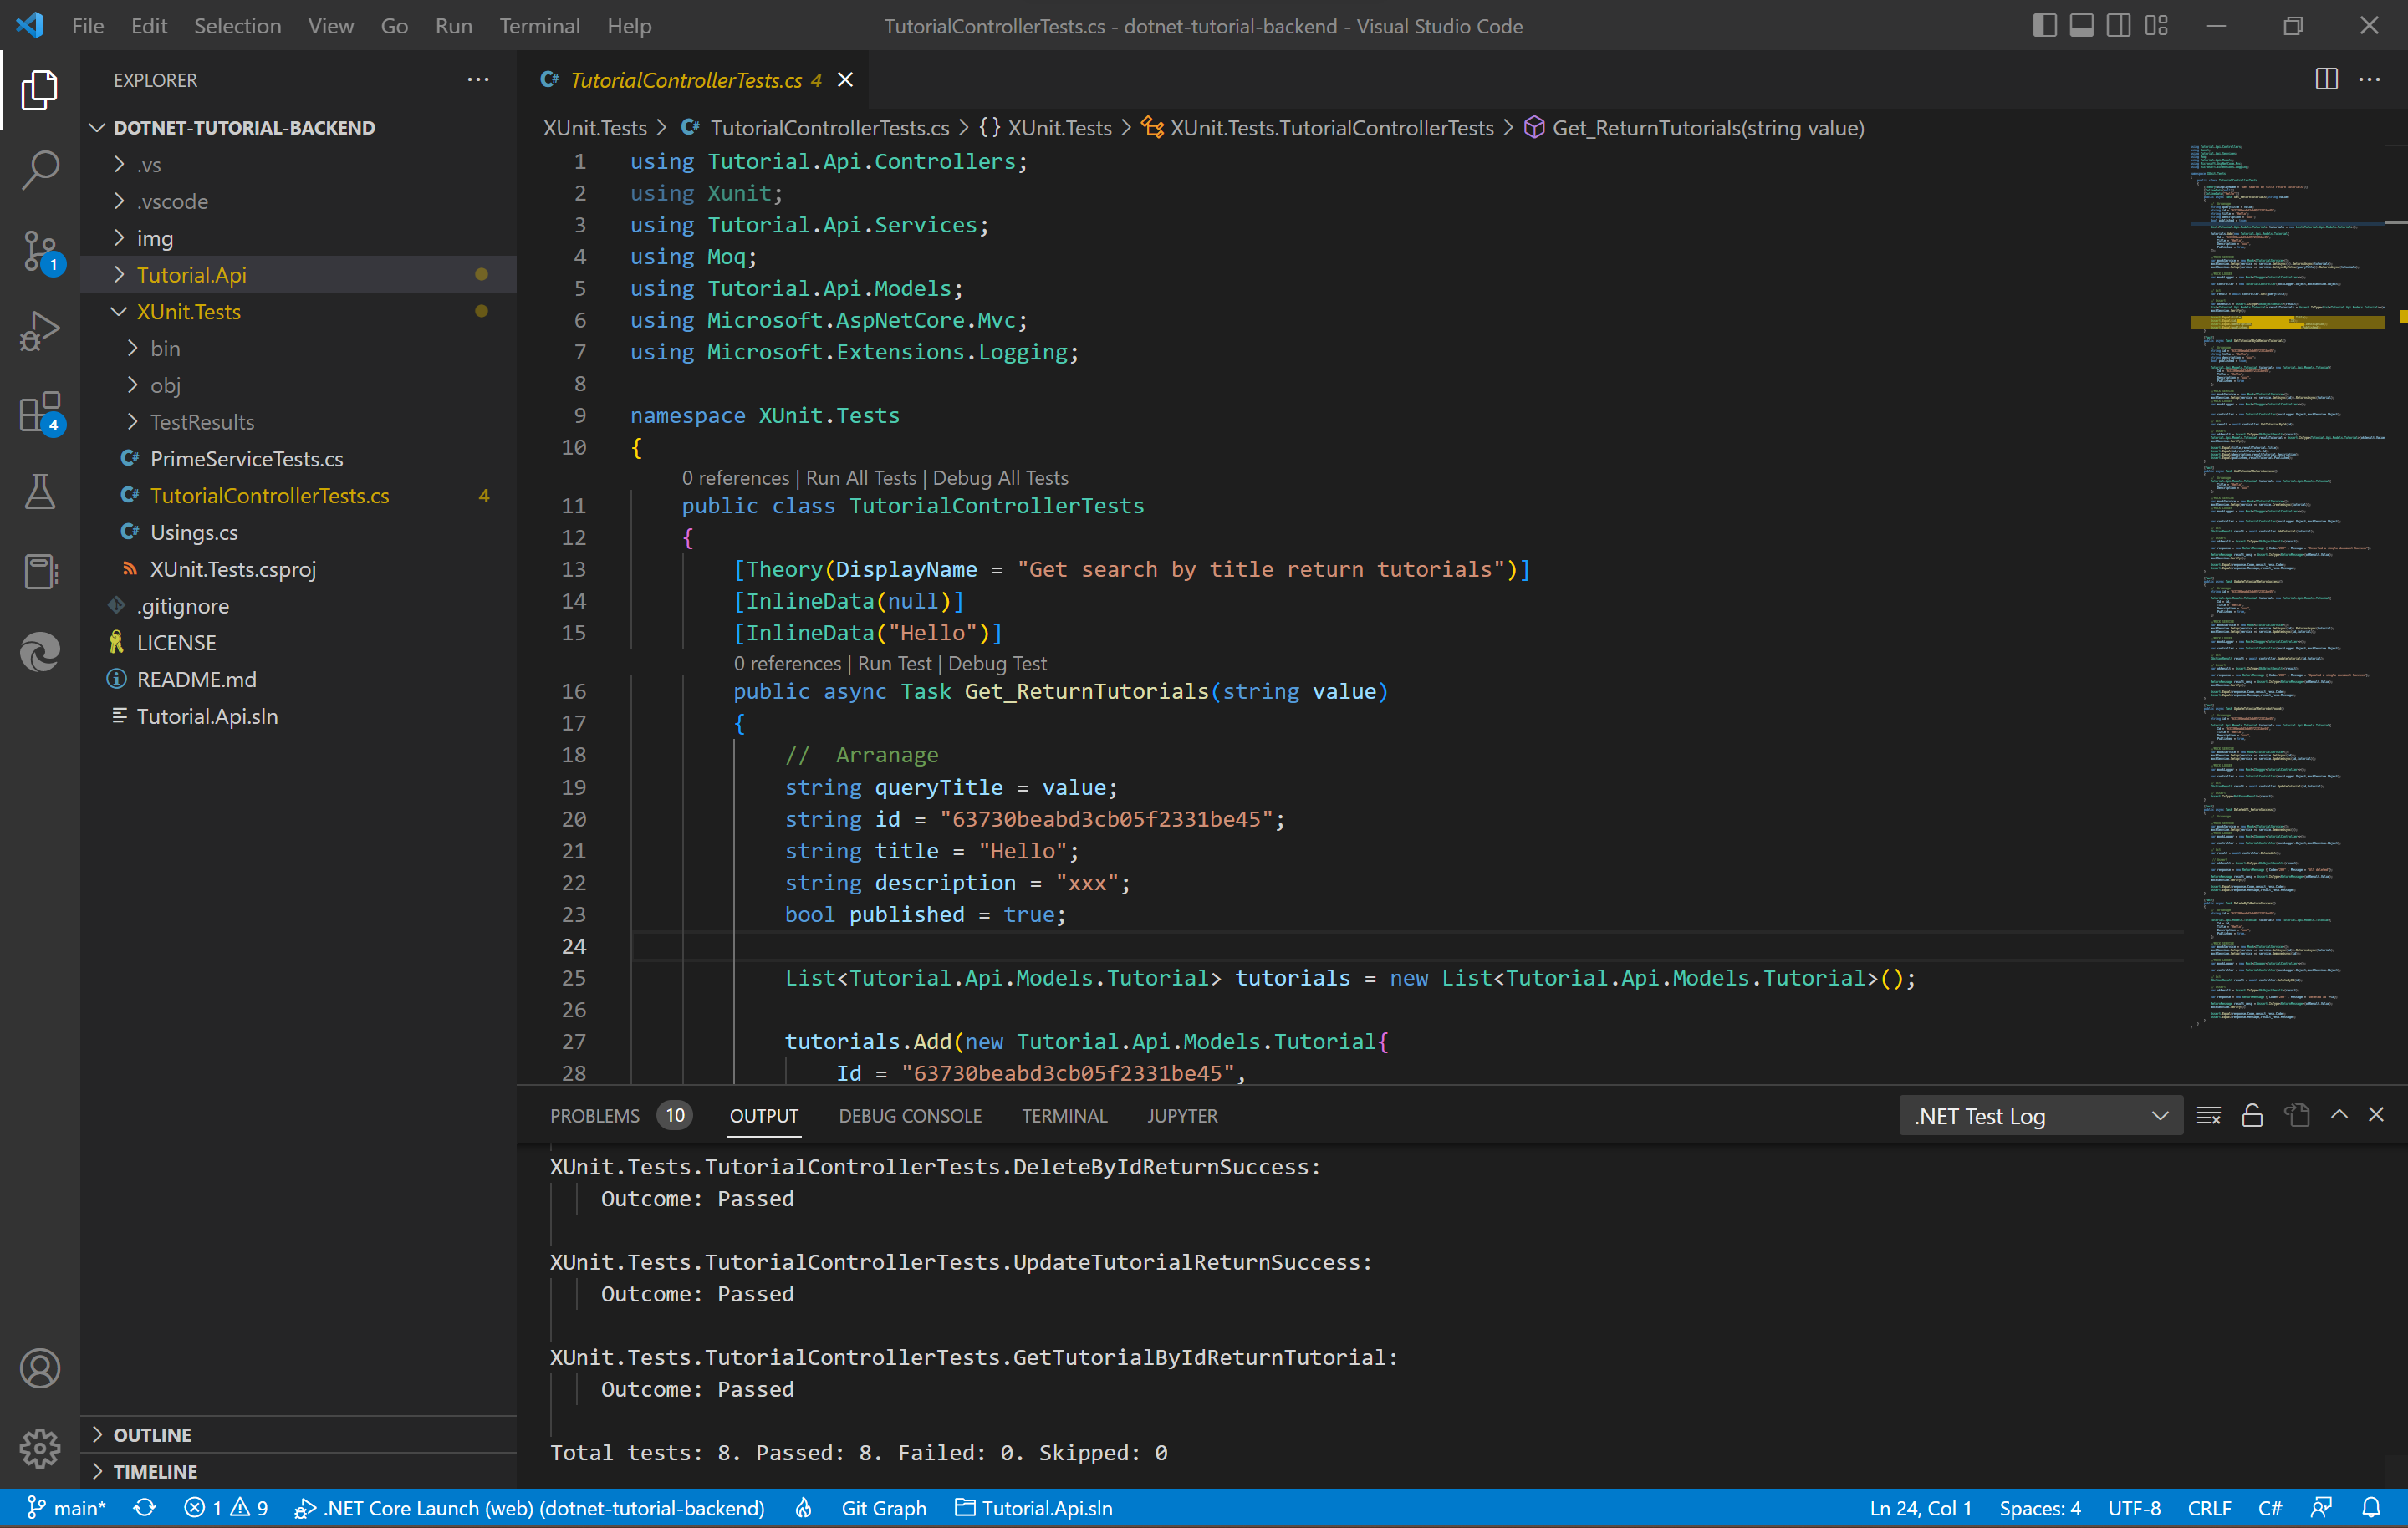 File Edit Selection View Go Run Terminal Help
TutorialControllerTests.cs - dotnet-tutorial-backend - Visual Studio Code
EXPLORER
DOTNET-TUTORIAL-BACKEND
.vs
.vscode
img
Tutorial.Api
XUnit.Tests
bin
obj
TestResults
PrimeServiceTests.cs
TutorialControllerTests.cs 4
Usings.cs
XUnit.Tests.csproj
.gitignore
LICENSE
README.md
Tutorial.Api.sln
OUTLINE
TIMELINE
1
4
TutorialControllerTests.cs 4
XUnit.Tests > TutorialControllerTests.cs > {} XUnit.Tests > XUnit.Tests.TutorialControllerTests > Get_ReturnTutorials(string value)
1 using Tutorial.Api.Controllers;
2 using Xunit;
3 using Tutorial.Api.Services;
4 using Moq;
5 using Tutorial.Api.Models;
6 using Microsoft.AspNetCore.Mvc;
7 using Microsoft.Extensions.Logging;
8
9 namespace XUnit.Tests
10 {
0 references | Run All Tests | Debug All Tests
11 public class TutorialControllerTests
12 {
13 [Theory(DisplayName = "Get search by title return tutorials")]
14 [InlineData(null)]
15 [InlineData("Hello")]
0 references | Run Test | Debug Test
16 public async Task Get_ReturnTutorials(string value)
17 {
18 //  Arranage
19 string queryTitle = value;
20 string id = "63730beabd3cb05f2331be45";
21 string title = "Hello";
22 string description = "xxx";
23 bool published = true;
24
25 List<Tutorial.Api.Models.Tutorial> tutorials = new List<Tutorial.Api.Models.Tutorial>();
26
27 tutorials.Add(new Tutorial.Api.Models.Tutorial{
28 Id = "63730beabd3cb05f2331be45",
PROBLEMS 10 OUTPUT DEBUG CONSOLE TERMINAL JUPYTER
.NET Test Log
XUnit.Tests.TutorialControllerTests.DeleteByIdReturnSuccess:
Outcome: Passed
XUnit.Tests.TutorialControllerTests.UpdateTutorialReturnSuccess:
Outcome: Passed
XUnit.Tests.TutorialControllerTests.GetTutorialByIdReturnTutorial:
Outcome: Passed
Total tests: 8. Passed: 8. Failed: 0. Skipped: 0
main* 1 9 .NET Core Launch (web) (dotnet-tutorial-backend) Git Graph Tutorial.Api.sln
Ln 24, Col 1 Spaces: 4 UTF-8 CRLF C#